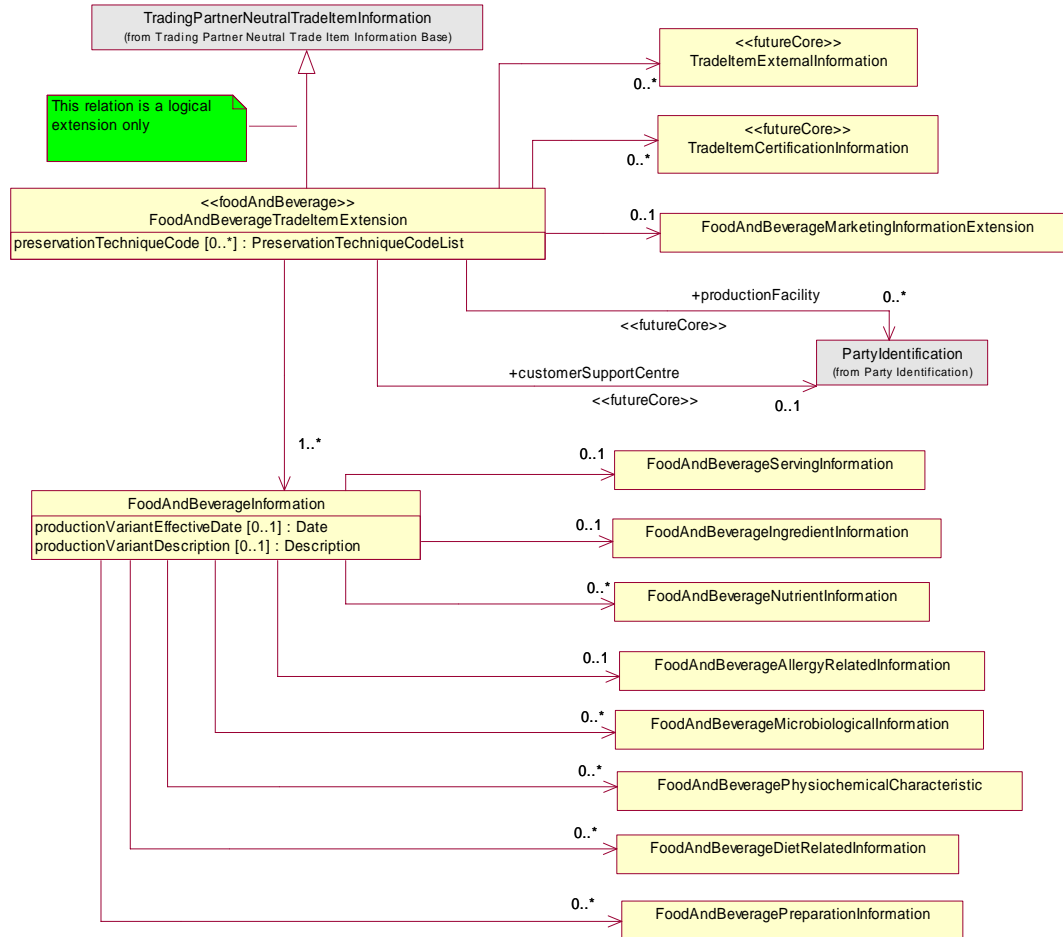 TradingPartnerNeutralTradeItemInformation
(from Trading Partner Neutral Trade Item Information Base)
<<futureCore>>
TradeItemExternalInformation
0..*
This relation is a logical
extension only
<<futureCore>>
TradeItemCertificationInformation
0..*
<<foodAndBeverage>>
FoodAndBeverageTradeItemExtension
preservationTechniqueCode [0..*] : PreservationTechniqueCodeList
0..1
FoodAndBeverageMarketingInformationExtension
+productionFacility
0..*
<<futureCore>>
PartyIdentification
(from Party Identification)
+customerSupportCentre
<<futureCore>>
0..1
1..*
FoodAndBeverageInformation
productionVariantEffectiveDate [0..1] : Date
productionVariantDescription [0..1] : Description
0..1
FoodAndBeverageServingInformation
0..1
FoodAndBeverageIngredientInformation
0..*
FoodAndBeverageNutrientInformation
0..1
FoodAndBeverageAllergyRelatedInformation
0..*
FoodAndBeverageMicrobiologicalInformation
0..*
FoodAndBeveragePhysiochemicalCharacteristic
0..*
FoodAndBeverageDietRelatedInformation
0..*
FoodAndBeveragePreparationInformation